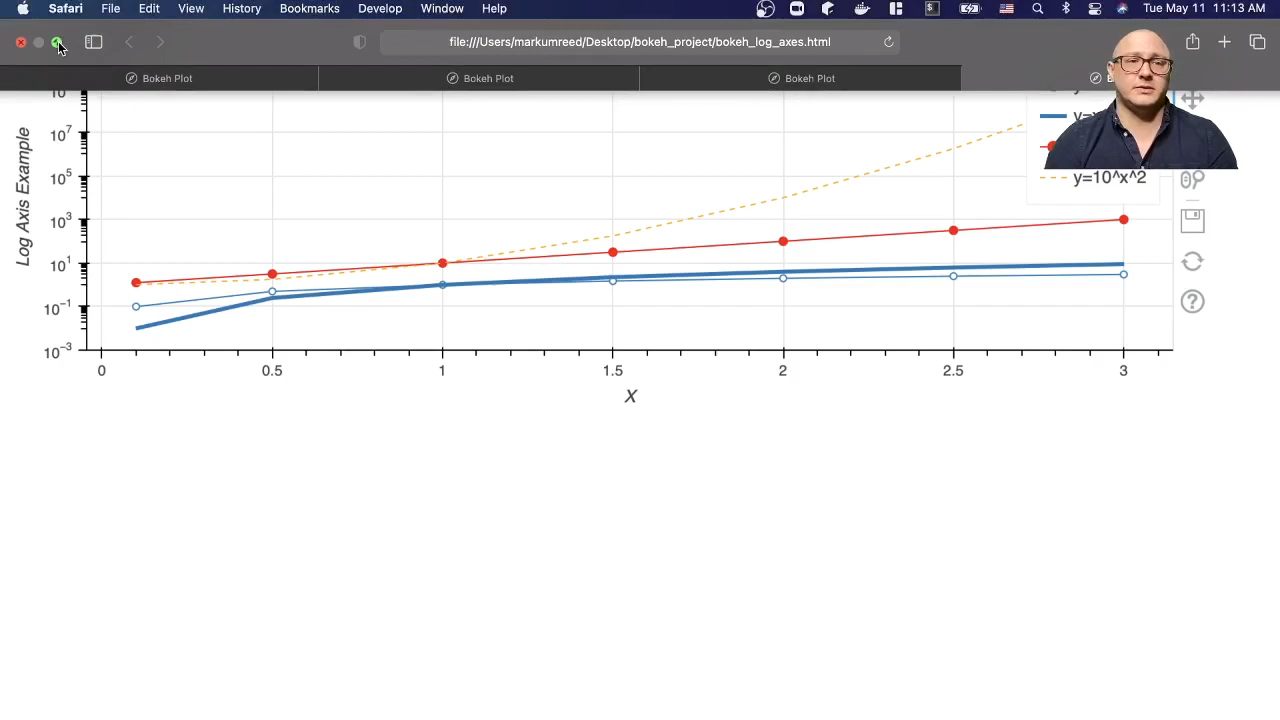 Safari File Edit View History Bookmarks Develop Window Help Tue May 11 11:13 AM
file:///Users/markumreed/Desktop/bokeh_project/bokeh_log_axes.html
Bokeh Plot Bokeh Plot Bokeh Plot
Log Axis Example
10^7
10^5
10^3
10^1
10^−1
10^−3
y=10^x^2
0 0.5 1 1.5 2 2.5 3
X